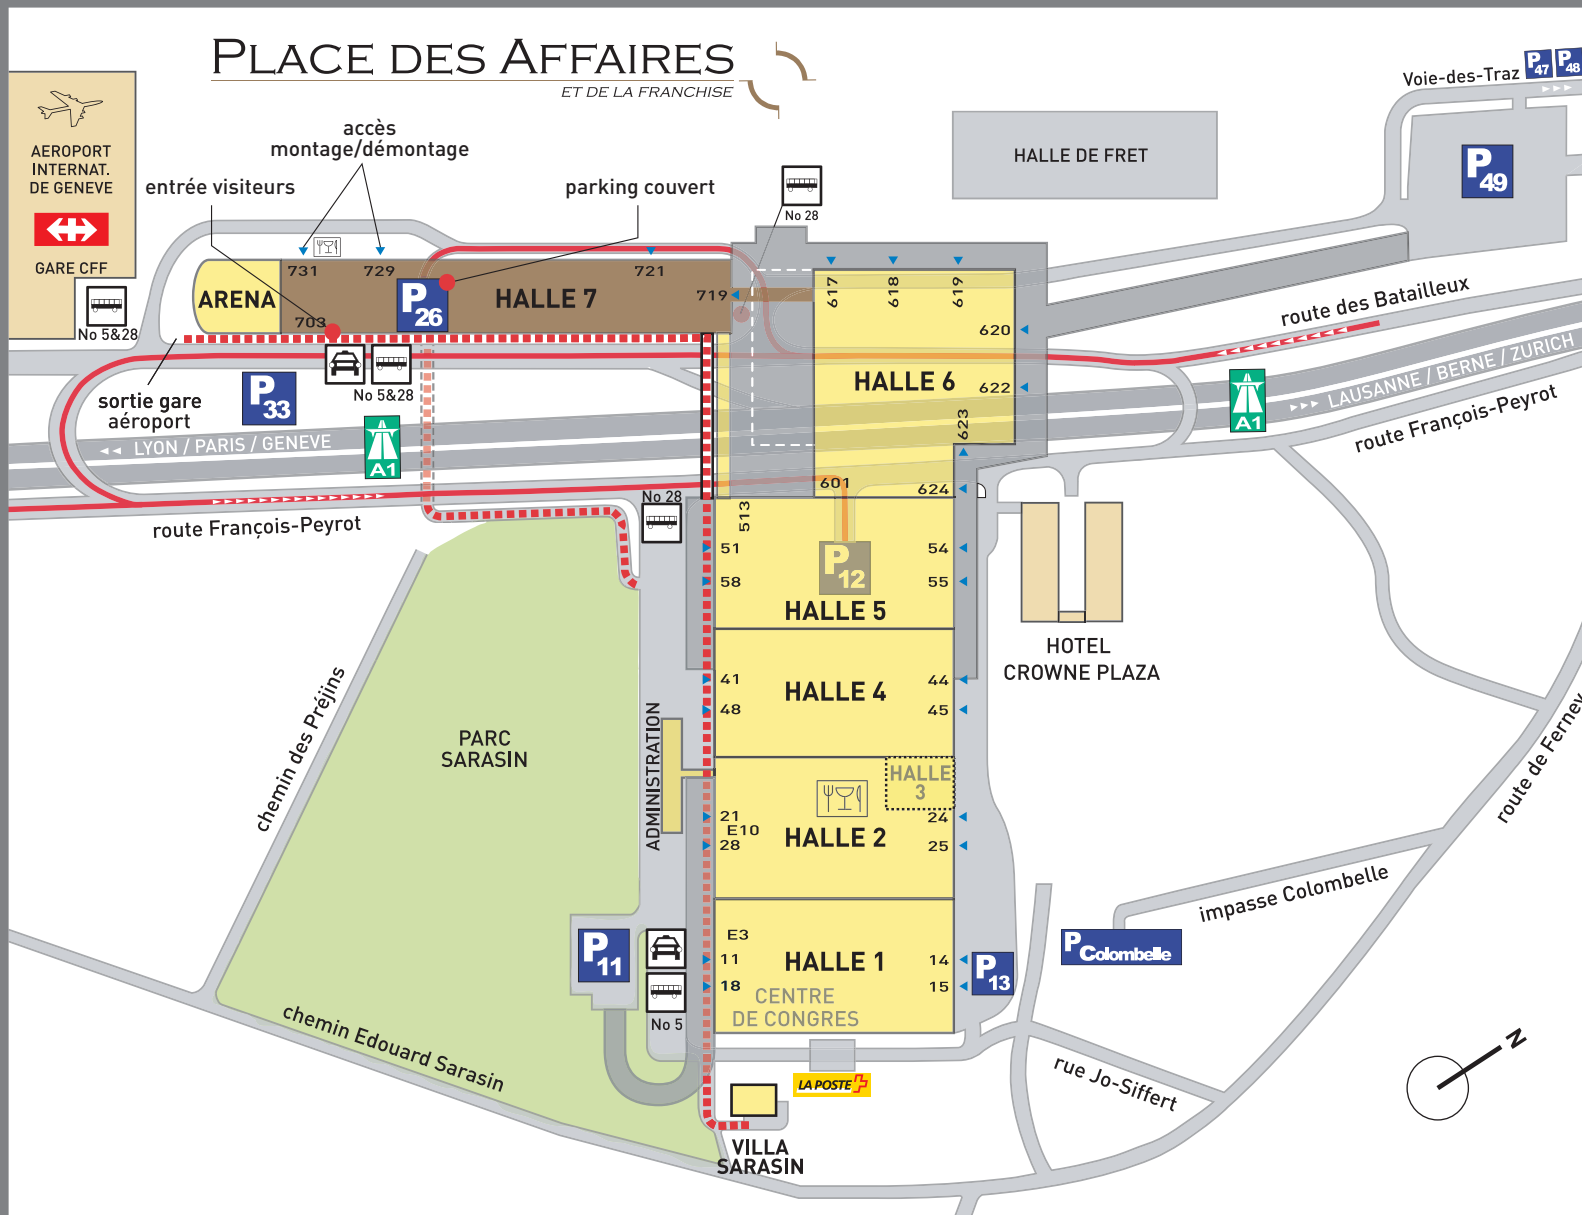 PLACE DES AFFAIRES
ET DE LA FRANCHISE
Voie-des-Traz
P47
P48
AEROPORT
INTERNAT.
DE GENEVE
GARE CFF
No 5&28
accès
montage/démontage
entrée visiteurs
parking couvert
No 28
HALLE DE FRET
P49
ARENA
731
729
721
703
P26
HALLE 7
719
617
618
619
620
622
623
624
601
HALLE 6
route des Batailleux
LAUSANNE / BERNE / ZURICH
A1
route François-Peyrot
sortie gare
aéroport
P33
No 5&28
LYON / PARIS / GENEVE
A1
route François-Peyrot
No 28
513
51
58
54
55
P12
HALLE 5
HOTEL
CROWNE PLAZA
41
48
44
45
HALLE 4
chemin des Préjins
PARC
SARASIN
ADMINISTRATION
HALLE
3
21
E10
28
24
25
HALLE 2
route de Ferney
impasse Colombelle
P Colombelle
E3
11
18
14
15
HALLE 1
CENTRE
DE CONGRES
P11
No 5
P13
chemin Edouard Sarasin
LA POSTE
rue Jo-Siffert
N
VILLA
SARASIN